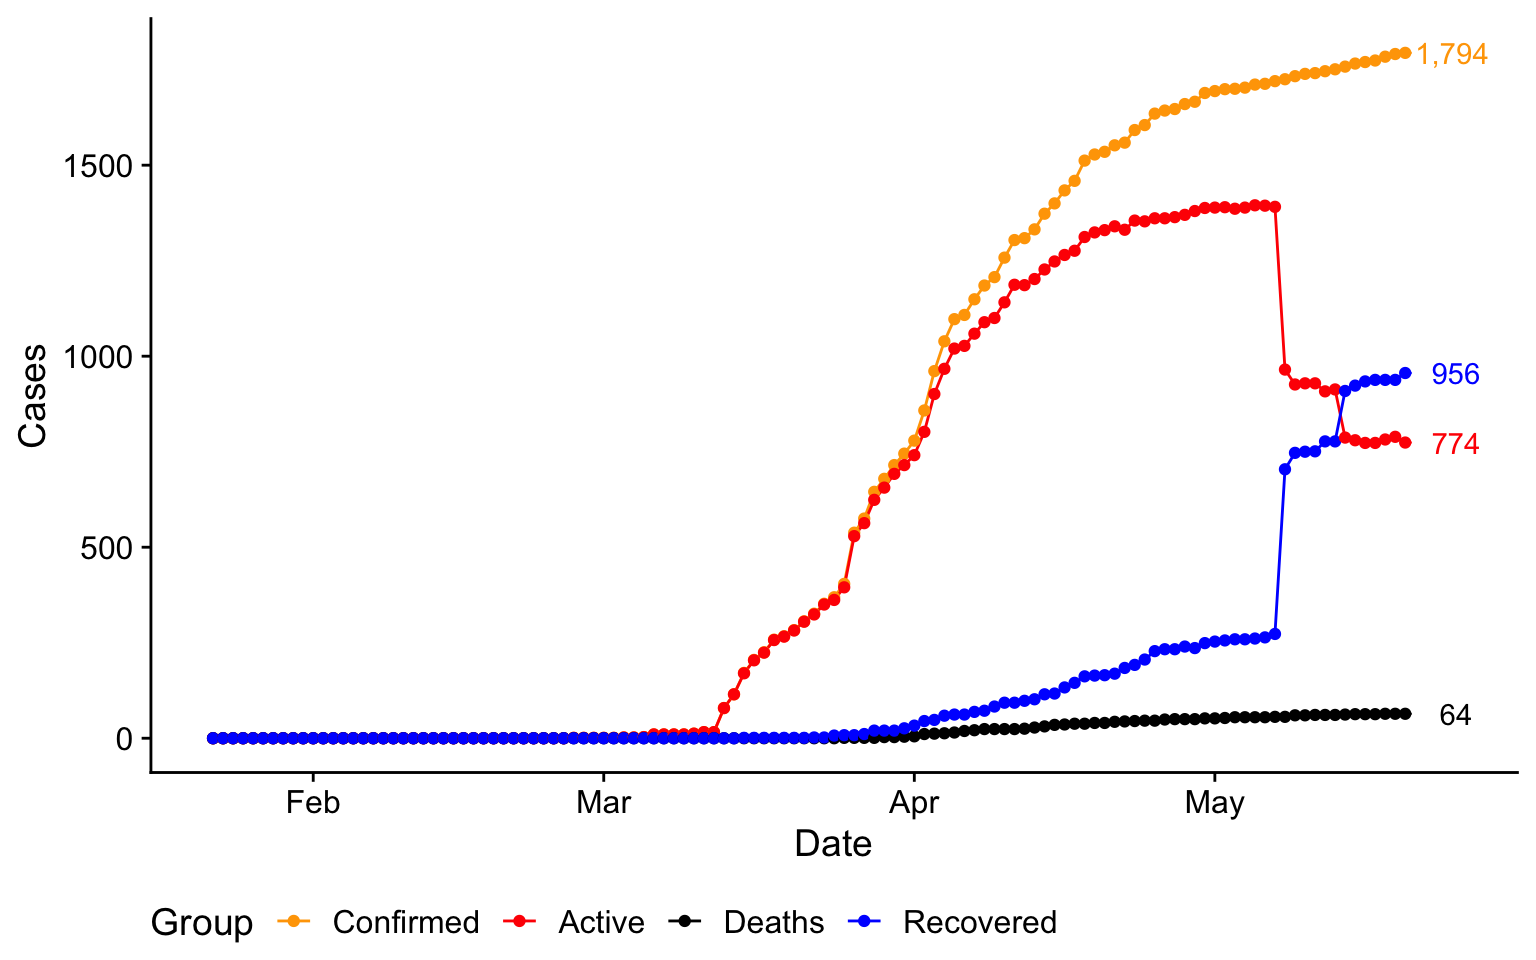 1,794
1500
1000
956
774
500
64
0
Cases
Feb Mar Apr May
Date
Group Confirmed Active Deaths Recovered